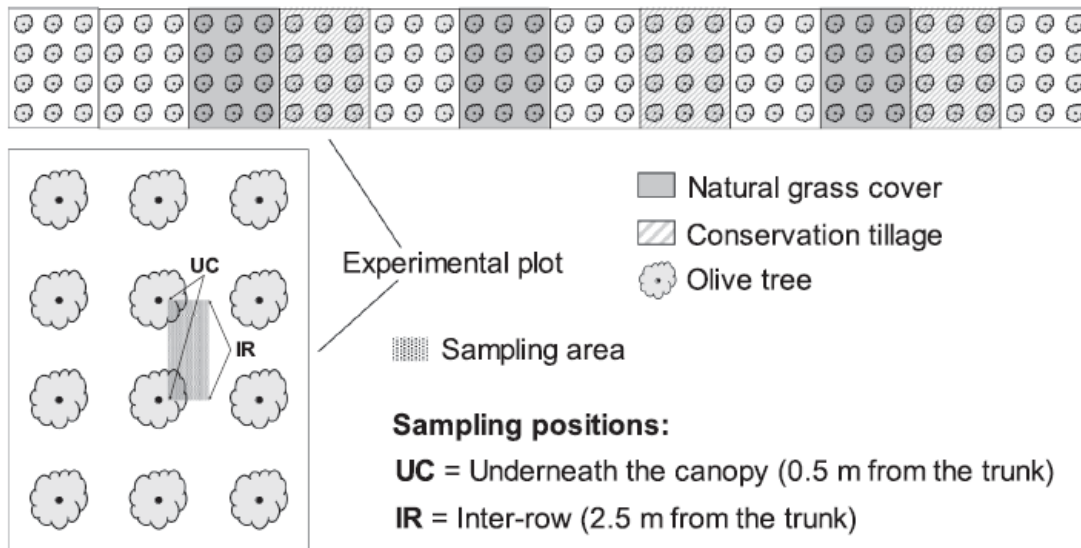 Natural grass cover
Conservation tillage
Olive tree
Experimental plot
UC
IR
Sampling area
Sampling positions:
UC = Underneath the canopy (0.5 m from the trunk)
IR = Inter-row (2.5 m from the trunk)